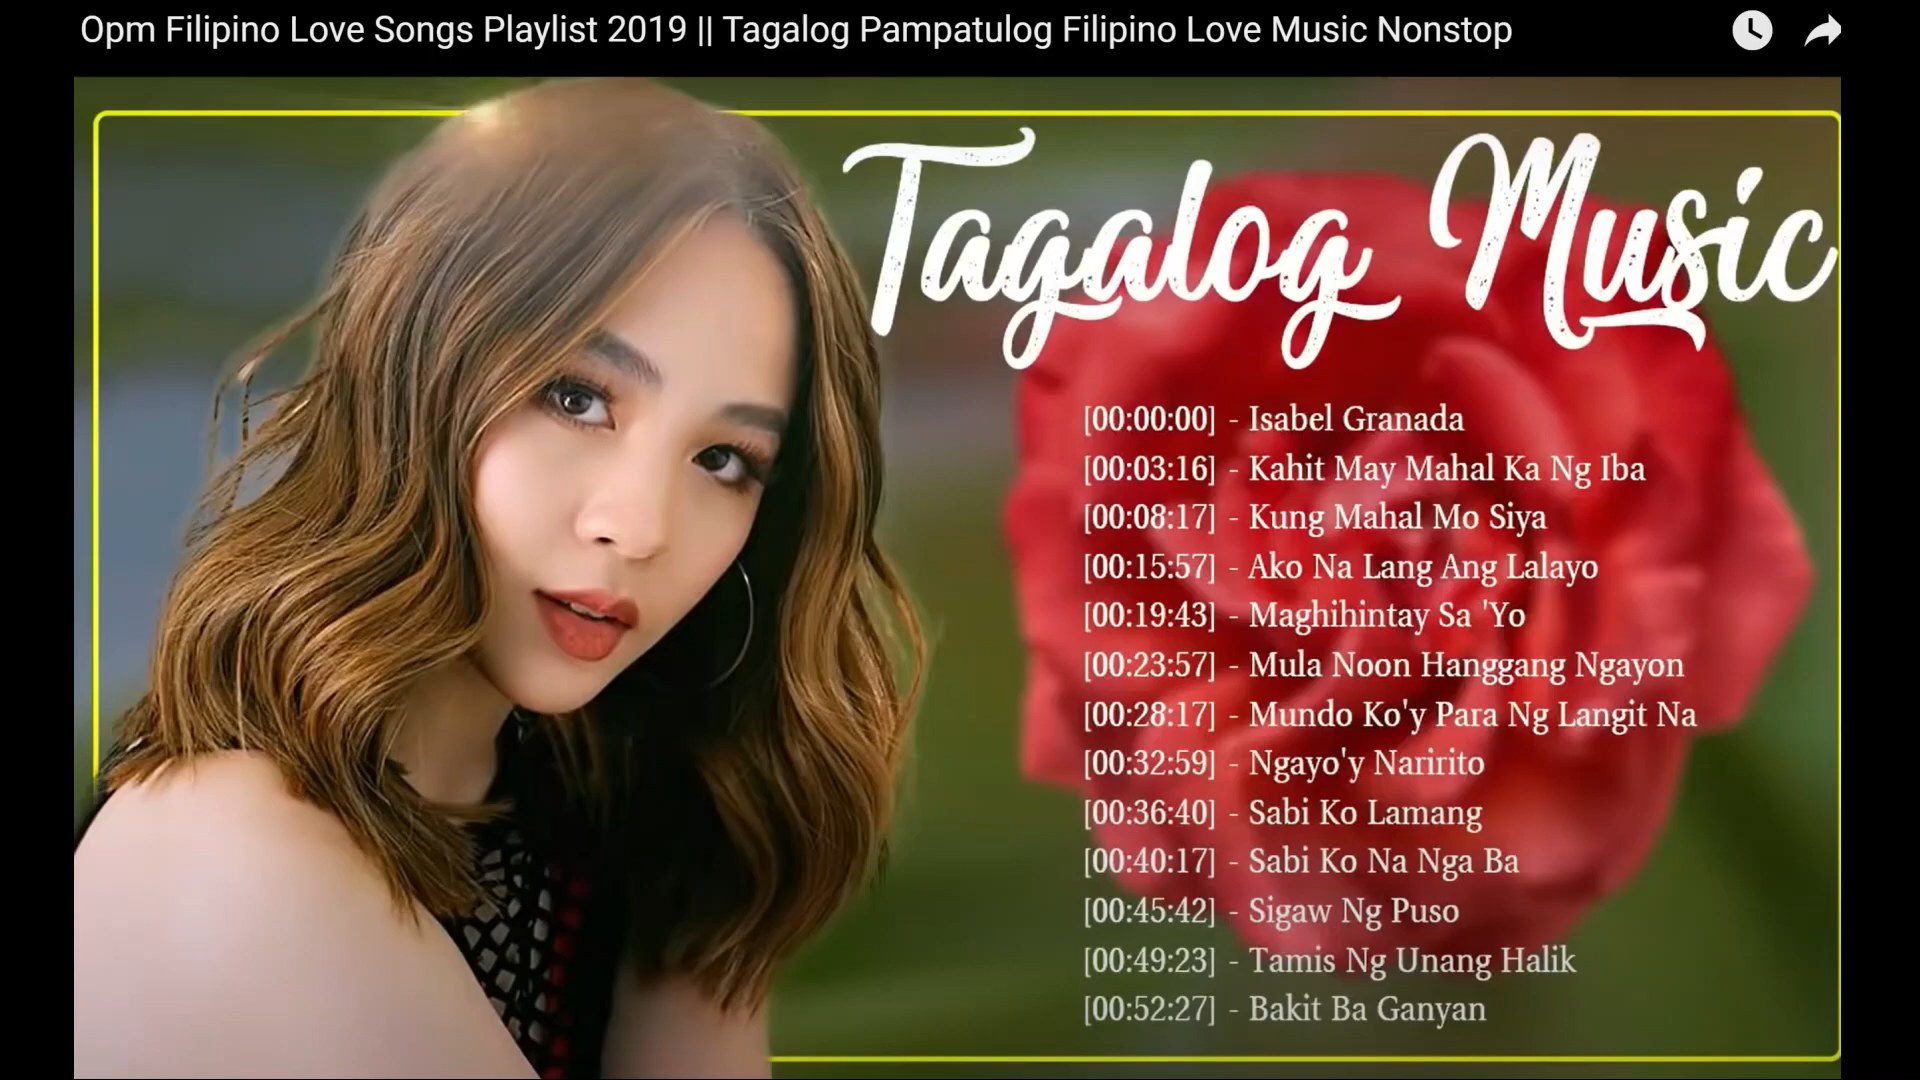 Opm Filipino Love Songs Playlist 2019 || Tagalog Pampatulog Filipino Love Music Nonstop
Tagalog Music
[00:00:00] - Isabel Granada
[00:03:16] - Kahit May Mahal Ka Ng Iba
[00:08:17] - Kung Mahal Mo Siya
[00:15:57] - Ako Na Lang Ang Lalayo
[00:19:43] - Maghihintay Sa 'Yo
[00:23:57] - Mula Noon Hanggang Ngayon
[00:28:17] - Mundo Ko'y Para Ng Langit Na
[00:32:59] - Ngayo'y Naririto
[00:36:40] - Sabi Ko Lamang
[00:40:17] - Sabi Ko Na Nga Ba
[00:45:42] - Sigaw Ng Puso
[00:49:23] - Tamis Ng Unang Halik
[00:52:27] - Bakit Ba Ganyan